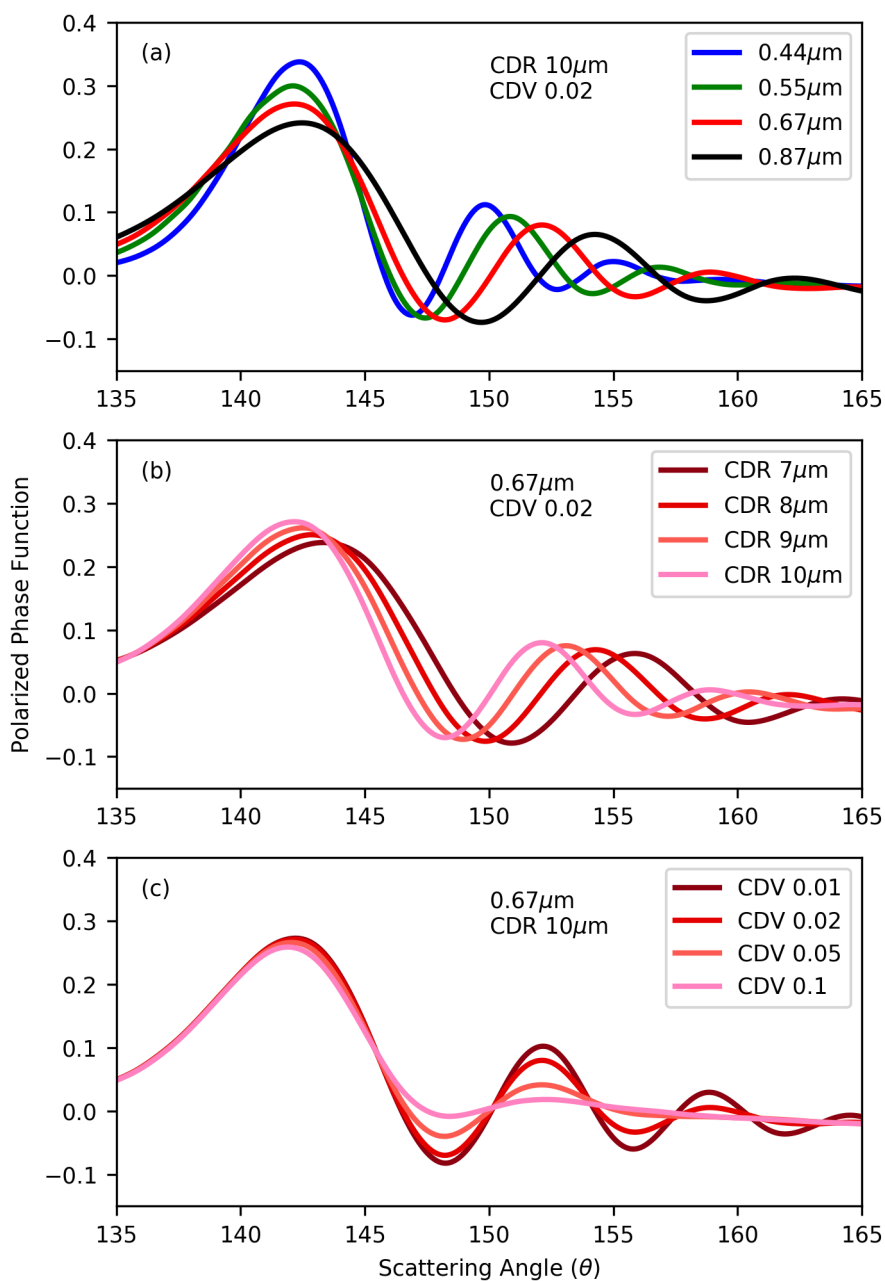 0.4
0.3
0.2
0.1
0.0
−0.1
(a)
CDR 10μm
CDV 0.02
0.44μm
0.55μm
0.67μm
0.87μm
135 140 145 150 155 160 165
Polarized Phase Function
0.4
0.3
0.2
0.1
0.0
−0.1
(b)
0.67μm
CDV 0.02
CDR 7μm
CDR 8μm
CDR 9μm
CDR 10μm
135 140 145 150 155 160 165
0.4
0.3
0.2
0.1
0.0
−0.1
(c)
0.67μm
CDR 10μm
CDV 0.01
CDV 0.02
CDV 0.05
CDV 0.1
135 140 145 150 155 160 165
Scattering Angle (θ)